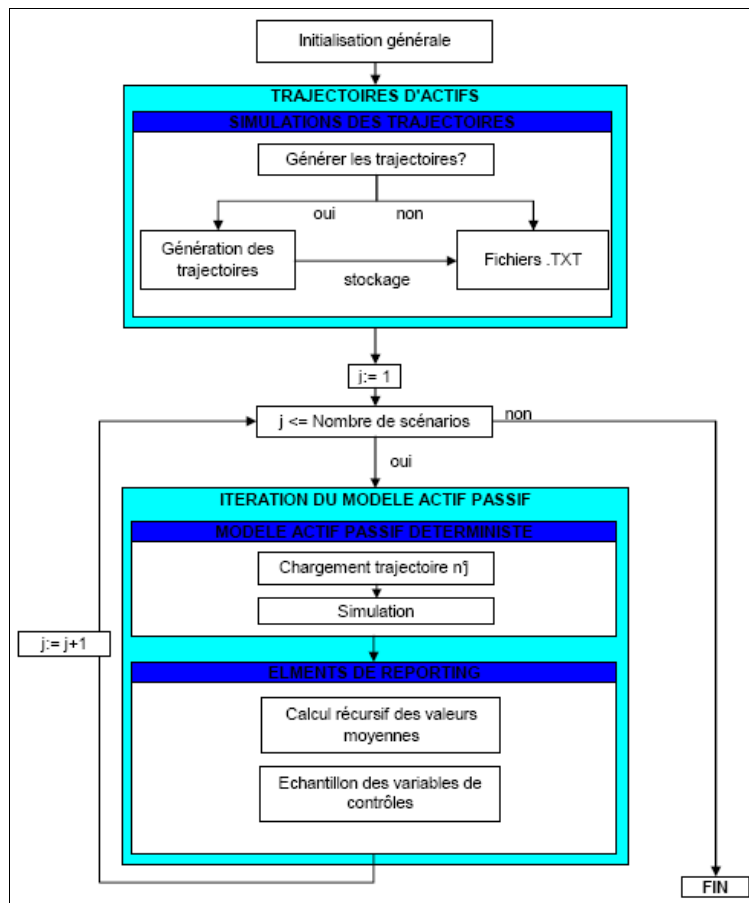 Initialisation générale
TRAJECTOIRES D'ACTIFS
SIMULATIONS DES TRAJECTOIRES
Générer les trajectoires?
oui
non
Génération des
trajectoires
stockage
Fichiers .TXT
j:= 1
j <= Nombre de scénarios
non
oui
ITERATION DU MODELE ACTIF PASSIF
MODELE ACTIF PASSIF DETERMINISTE
Chargement trajectoire n°j
Simulation
j:= j+1
ELMENTS DE REPORTING
Calcul récursif des valeurs
moyennes
Echantillon des variables de
contrôles
FIN